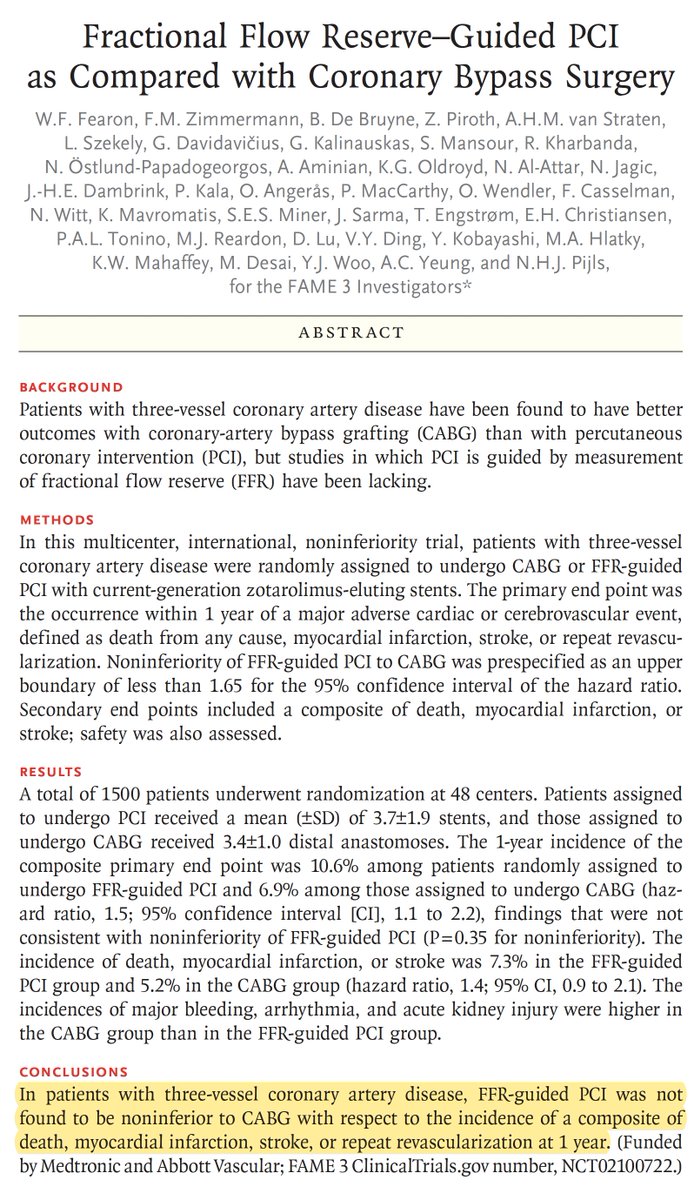 Fractional Flow Reserve–Guided PCI
as Compared with Coronary Bypass Surgery
W.F. Fearon, F.M. Zimmermann, B. De Bruyne, Z. Piroth, A.H.M. van Straten,
L. Szekely, G. Davidavičius, G. Kalinauskas, S. Mansour, R. Kharbanda,
N. Östlund-Papadogeorgos, A. Aminian, K.G. Oldroyd, N. Al-Attar, N. Jagic,
J.-H.E. Dambrink, P. Kala, O. Angerås, P. MacCarthy, O. Wendler, F. Casselman,
N. Witt, K. Mavromatis, S.E.S. Miner, J. Sarma, T. Engstrøm, E.H. Christiansen,
P.A.L. Tonino, M.J. Reardon, D. Lu, V.Y. Ding, Y. Kobayashi, M.A. Hlatky,
K.W. Mahaffey, M. Desai, Y.J. Woo, A.C. Yeung, and N.H.J. Pijls,
for the FAME 3 Investigators*
ABSTRACT
BACKGROUND
Patients with three-vessel coronary artery disease have been found to have better
outcomes with coronary-artery bypass grafting (CABG) than with percutaneous
coronary intervention (PCI), but studies in which PCI is guided by measurement
of fractional flow reserve (FFR) have been lacking.
METHODS
In this multicenter, international, noninferiority trial, patients with three-vessel
coronary artery disease were randomly assigned to undergo CABG or FFR-guided
PCI with current-generation zotarolimus-eluting stents. The primary end point was
the occurrence within 1 year of a major adverse cardiac or cerebrovascular event,
defined as death from any cause, myocardial infarction, stroke, or repeat revascu-
larization. Noninferiority of FFR-guided PCI to CABG was prespecified as an upper
boundary of less than 1.65 for the 95% confidence interval of the hazard ratio.
Secondary end points included a composite of death, myocardial infarction, or
stroke; safety was also assessed.
RESULTS
A total of 1500 patients underwent randomization at 48 centers. Patients assigned
to undergo PCI received a mean (±SD) of 3.7±1.9 stents, and those assigned to
undergo CABG received 3.4±1.0 distal anastomoses. The 1-year incidence of the
composite primary end point was 10.6% among patients randomly assigned to
undergo FFR-guided PCI and 6.9% among those assigned to undergo CABG (haz-
ard ratio, 1.5; 95% confidence interval [CI], 1.1 to 2.2), findings that were not
consistent with noninferiority of FFR-guided PCI (P=0.35 for noninferiority). The
incidence of death, myocardial infarction, or stroke was 7.3% in the FFR-guided
PCI group and 5.2% in the CABG group (hazard ratio, 1.4; 95% CI, 0.9 to 2.1). The
incidences of major bleeding, arrhythmia, and acute kidney injury were higher in
the CABG group than in the FFR-guided PCI group.
CONCLUSIONS
In patients with three-vessel coronary artery disease, FFR-guided PCI was not
found to be noninferior to CABG with respect to the incidence of a composite of
death, myocardial infarction, stroke, or repeat revascularization at 1 year. (Funded
by Medtronic and Abbott Vascular; FAME 3 ClinicalTrials.gov number, NCT02100722.)